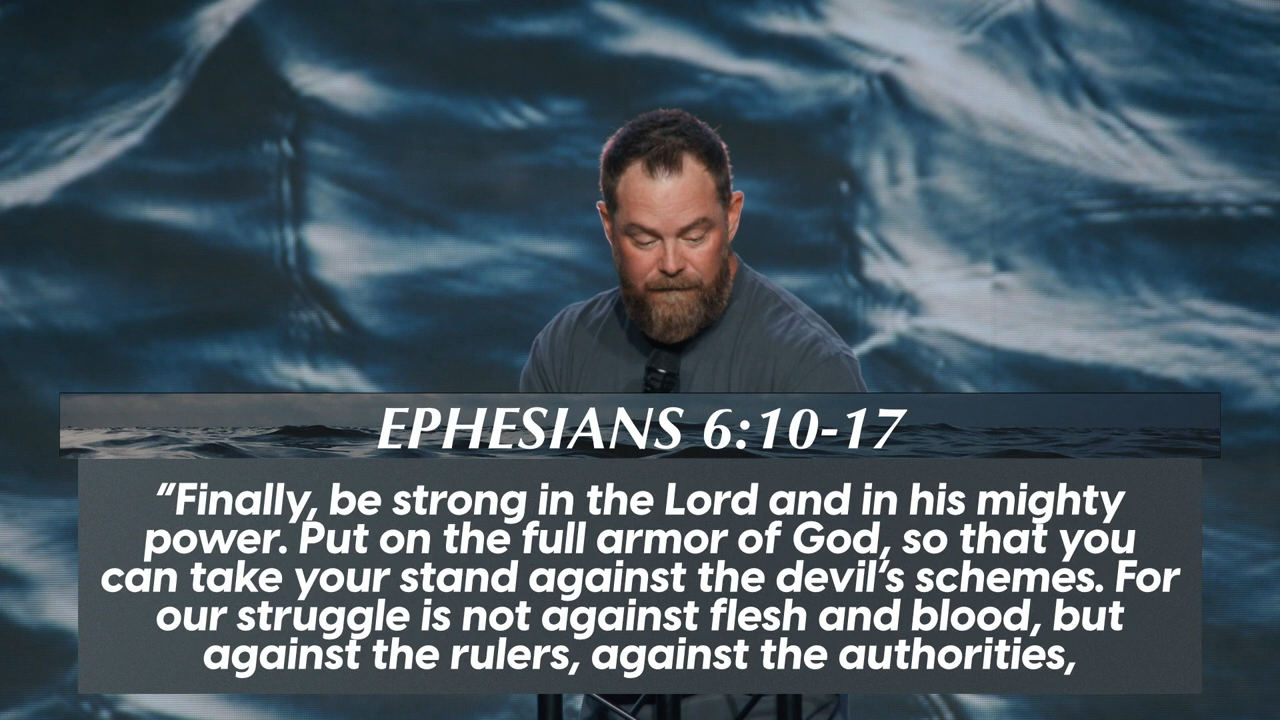 EPHESIANS 6:10-17
“Finally, be strong in the Lord and in his mighty
power. Put on the full armor of God, so that you
can take your stand against the devil’s schemes. For
our struggle is not against flesh and blood, but
against the rulers, against the authorities,